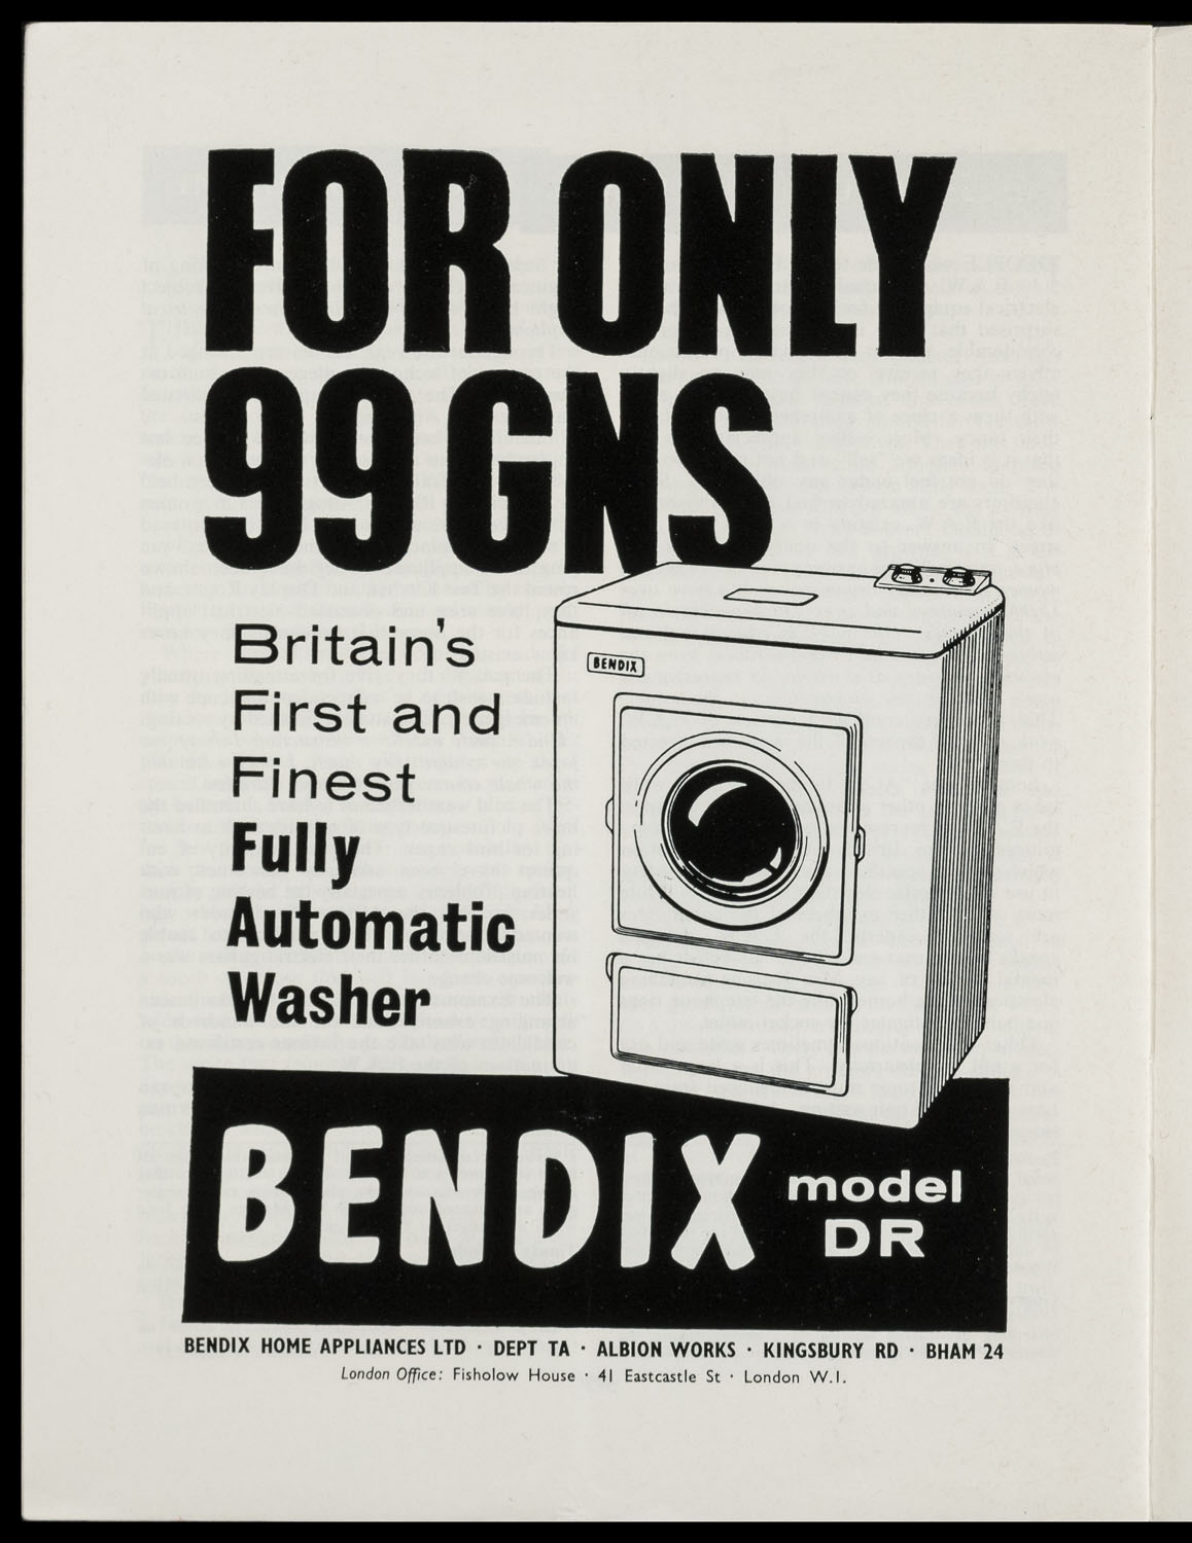 FOR ONLY
99 GNS
Britain's
First and
Finest
Fully
Automatic
Washer
BENDIX
BENDIX
model
DR
BENDIX HOME APPLIANCES LTD · DEPT TA · ALBION WORKS · KINGSBURY RD · BHAM 24
London Office: Fisholow House · 41 Eastcastle St · London W.1.